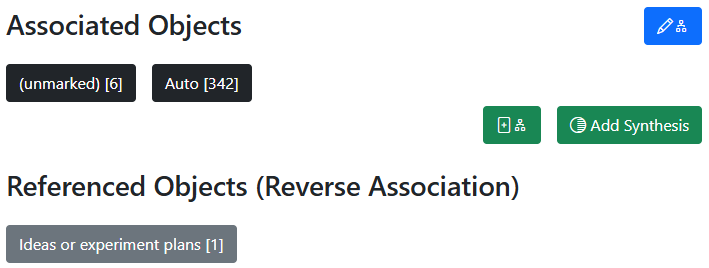 Associated Objects
(unmarked) [6] Auto [342]
Add Synthesis
Referenced Objects (Reverse Association)
Ideas or experiment plans [1]